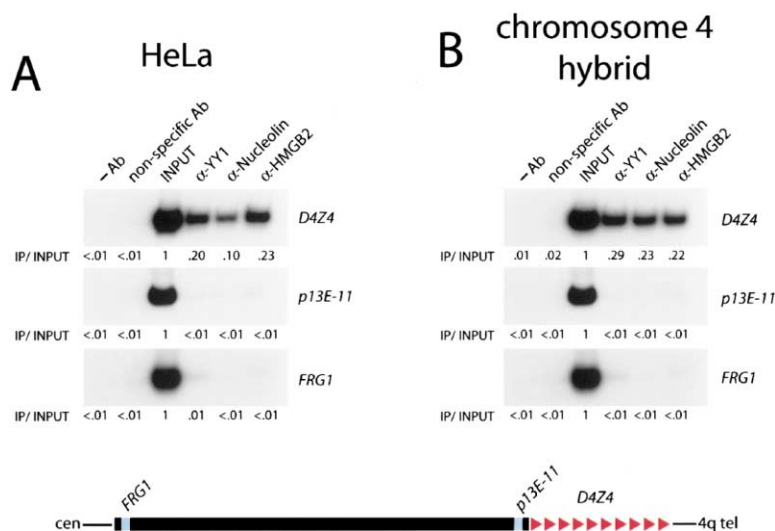 A
HeLa
–Ab
non-specific Ab
INPUT
α-YY1
α-Nucleolin
α-HMGB2
D4Z4
IP/ INPUT <.01 <.01 1 .20 .10 .23
p13E-11
IP/ INPUT <.01 <.01 1 <.01 <.01 <.01
FRG1
IP/ INPUT <.01 <.01 1 .01 <.01 <.01
B
chromosome 4
hybrid
–Ab
non-specific Ab
INPUT
α-YY1
α-Nucleolin
α-HMGB2
D4Z4
IP/ INPUT .01 .02 1 .29 .23 .22
p13E-11
IP/ INPUT <.01 <.01 1 <.01 <.01 <.01
FRG1
IP/ INPUT <.01 <.01 1 <.01 <.01 <.01
FRG1
p13E-11
D4Z4
cen
4q tel